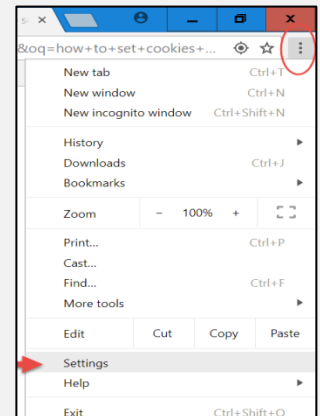 s ×
&oq=how+to+set+cookies+...
New tab Ctrl+T
New window Ctrl+N
New incognito window Ctrl+Shift+N
History
Downloads Ctrl+J
Bookmarks
Zoom − 100% +
Print... Ctrl+P
Cast...
Find... Ctrl+F
More tools
Edit Cut Copy Paste
Settings
Help
Exit Ctrl+Shift+Q